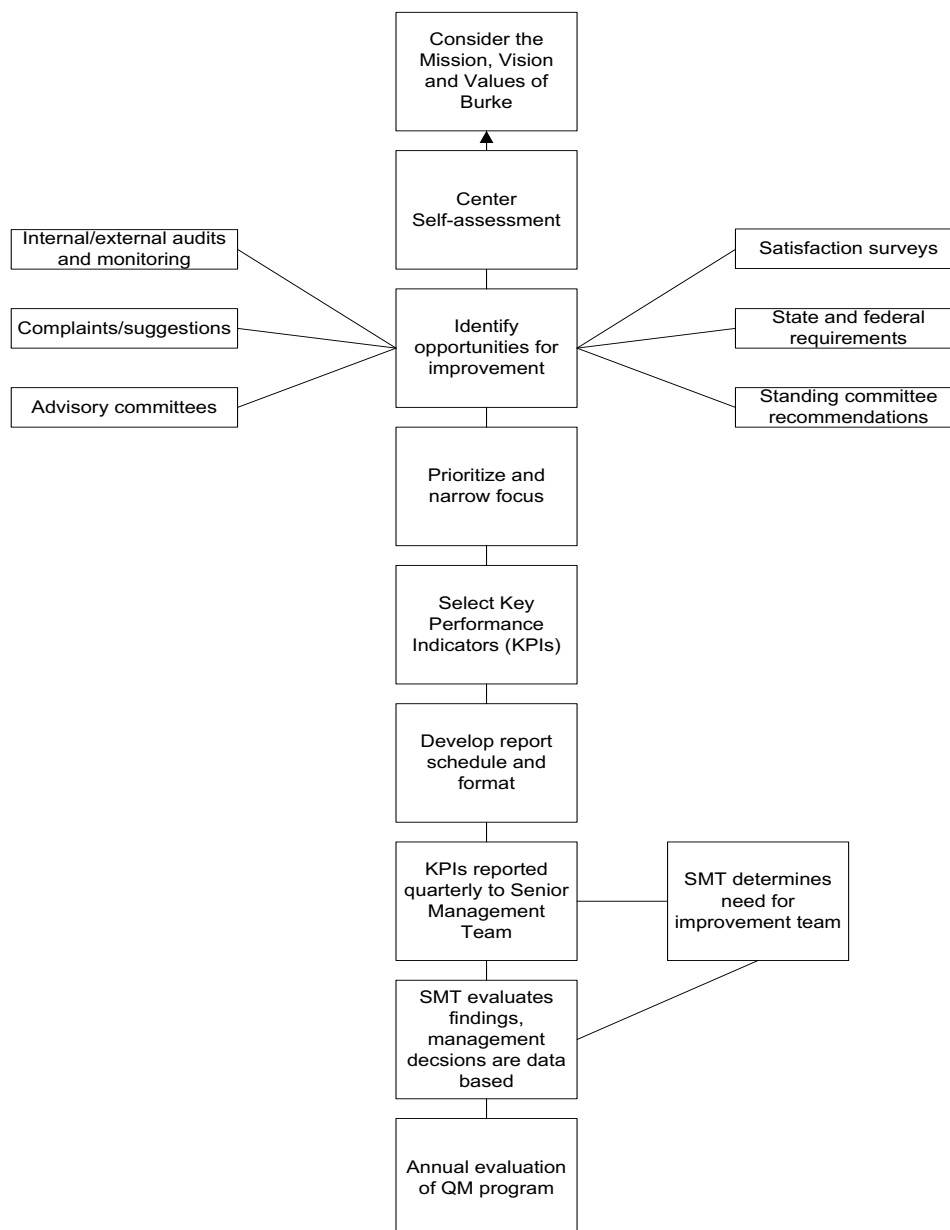 Consider the
Mission, Vision
and Values of
Burke
Center
Self-assessment
Internal/external audits
and monitoring
Complaints/suggestions
Advisory committees
Identify
opportunities for
improvement
Satisfaction surveys
State and federal
requirements
Standing committee
recommendations
Prioritize and
narrow focus
Select Key
Performance
Indicators (KPIs)
Develop report
schedule and
format
KPIs reported
quarterly to Senior
Management
Team
SMT determines
need for
improvement team
SMT evaluates
findings,
management
decsions are data
based
Annual evaluation
of QM program